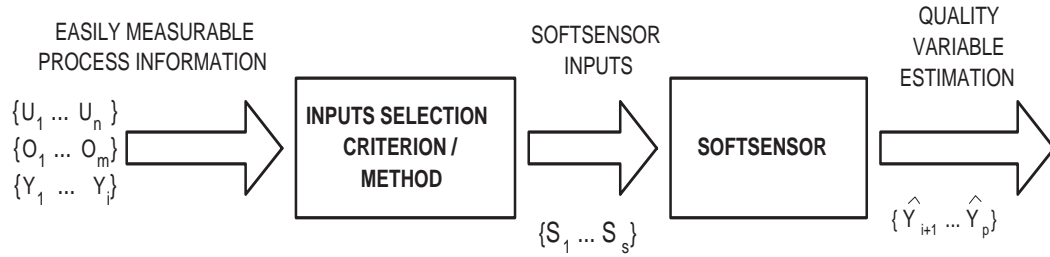 EASILY MEASURABLE
PROCESS INFORMATION
{U₁ ... Uₙ }
{O₁ ... Oₘ}
{Y₁ ... Yᵢ}
INPUTS SELECTION
CRITERION /
METHOD
SOFTSENSOR
INPUTS
{S₁ ... Sₛ}
SOFTSENSOR
QUALITY
VARIABLE
ESTIMATION
{Ŷᵢ₊₁ ... Ŷₚ}